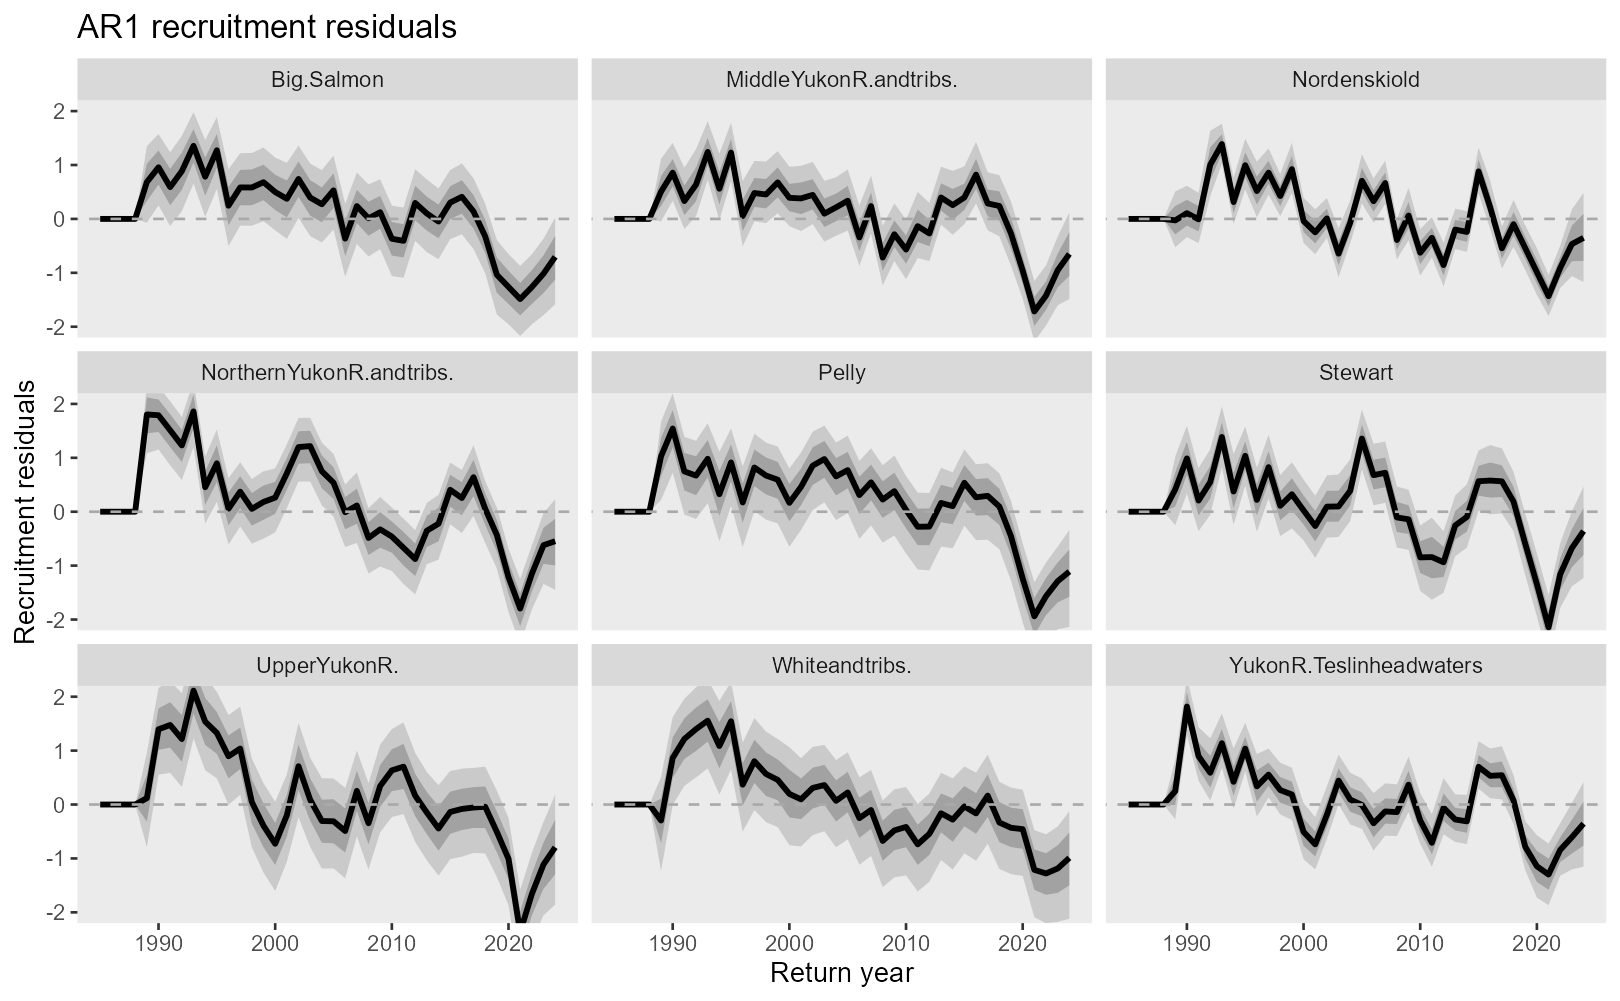 AR1 recruitment residuals
Big.Salmon
MiddleYukonR.andtribs.
Nordenskiold
2
1
0
-1
-2
NorthernYukonR.andtribs.
Pelly
Stewart
2
1
0
-1
-2
Recruitment residuals
UpperYukonR.
Whiteandtribs.
YukonR.Teslinheadwaters
2
1
0
-1
-2
1990 2000 2010 2020 1990 2000 2010 2020 1990 2000 2010 2020
Return year